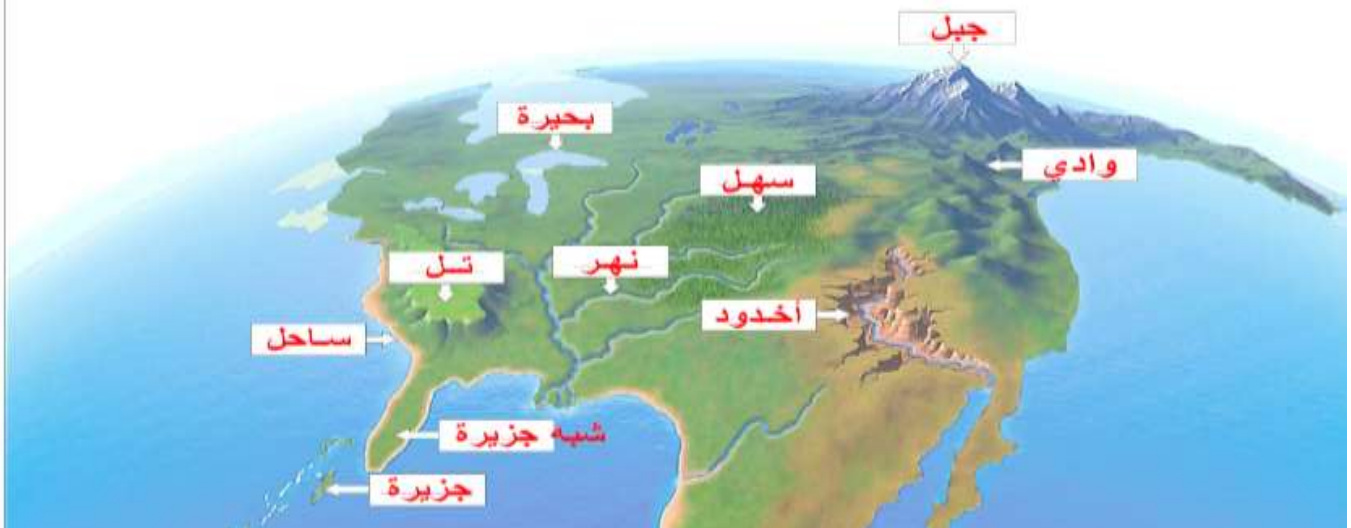 جبل
بحيرة
وادي
سهل
تل
نهر
أخدود
ساحل
شبه جزيرة
جزيرة